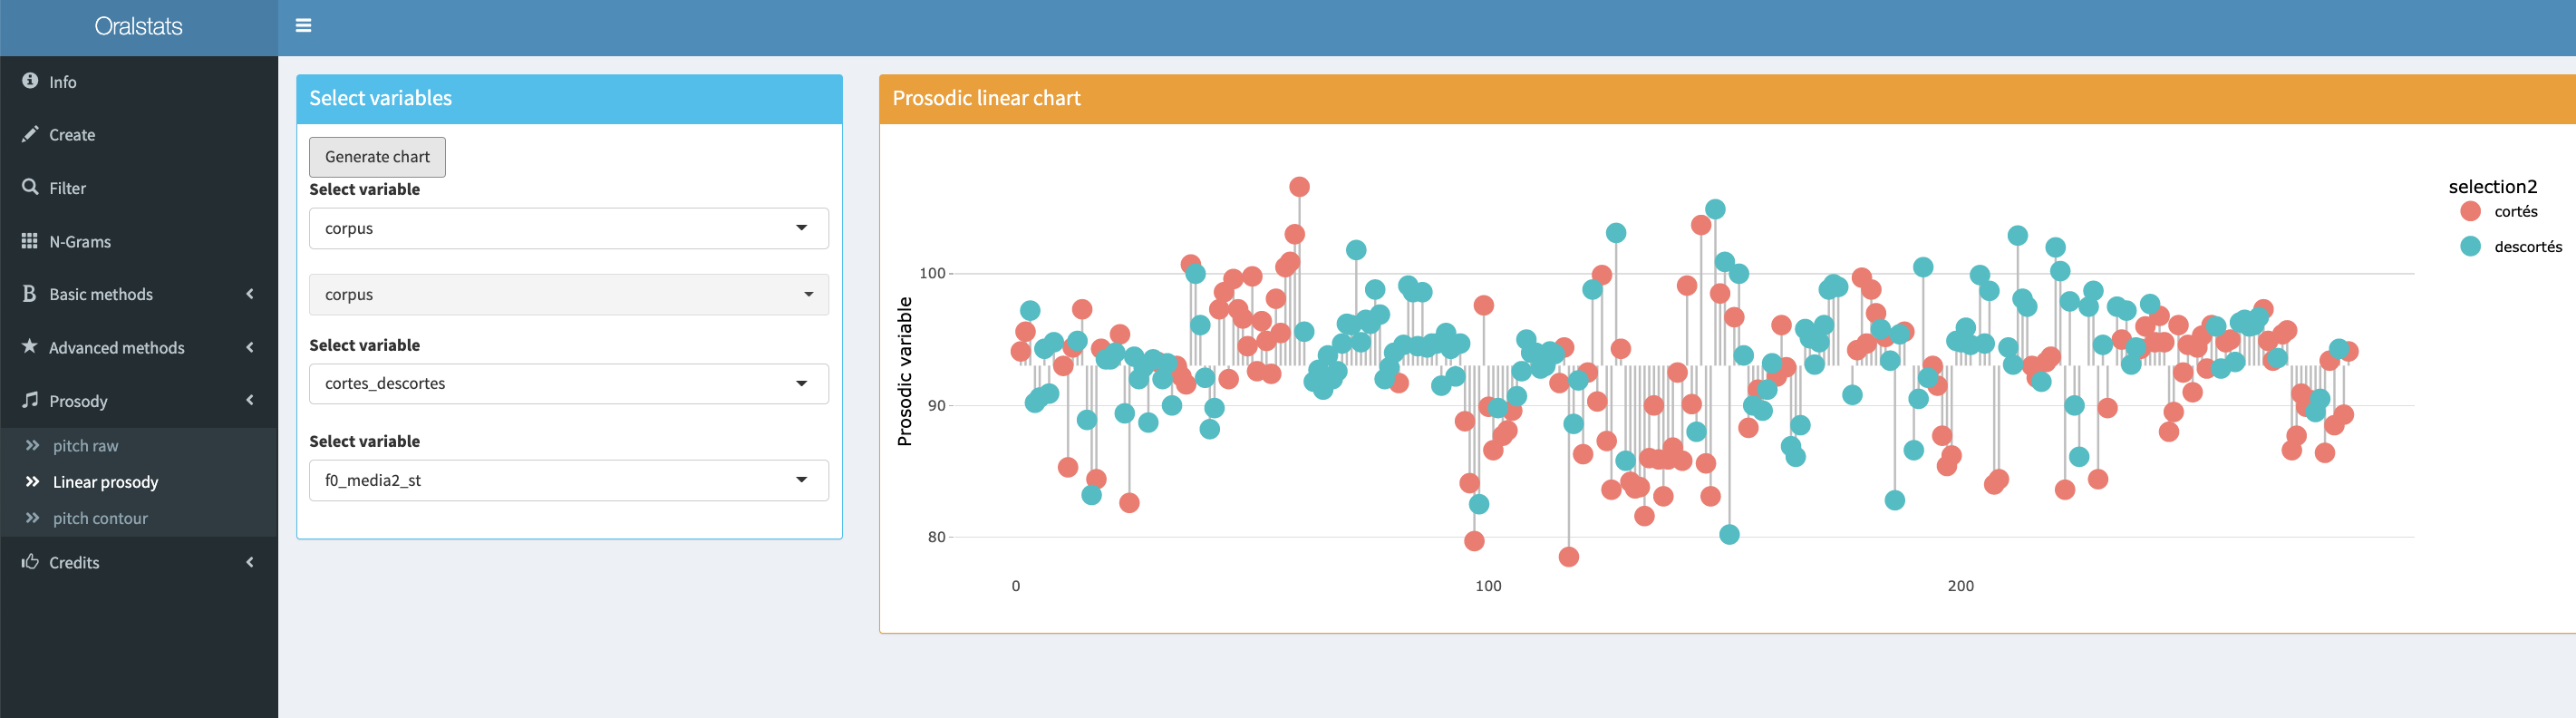 Oralstats
Info
Create
Filter
N-Grams
Basic methods
Advanced methods
Prosody
pitch raw
Linear prosody
pitch contour
Credits
Select variables
Generate chart
Select variable
corpus
corpus
Select variable
cortes_descortes
Select variable
f0_media2_st
Prosodic linear chart
Prosodic variable
100
90
80
0
100
200
selection2
cortés
descortés